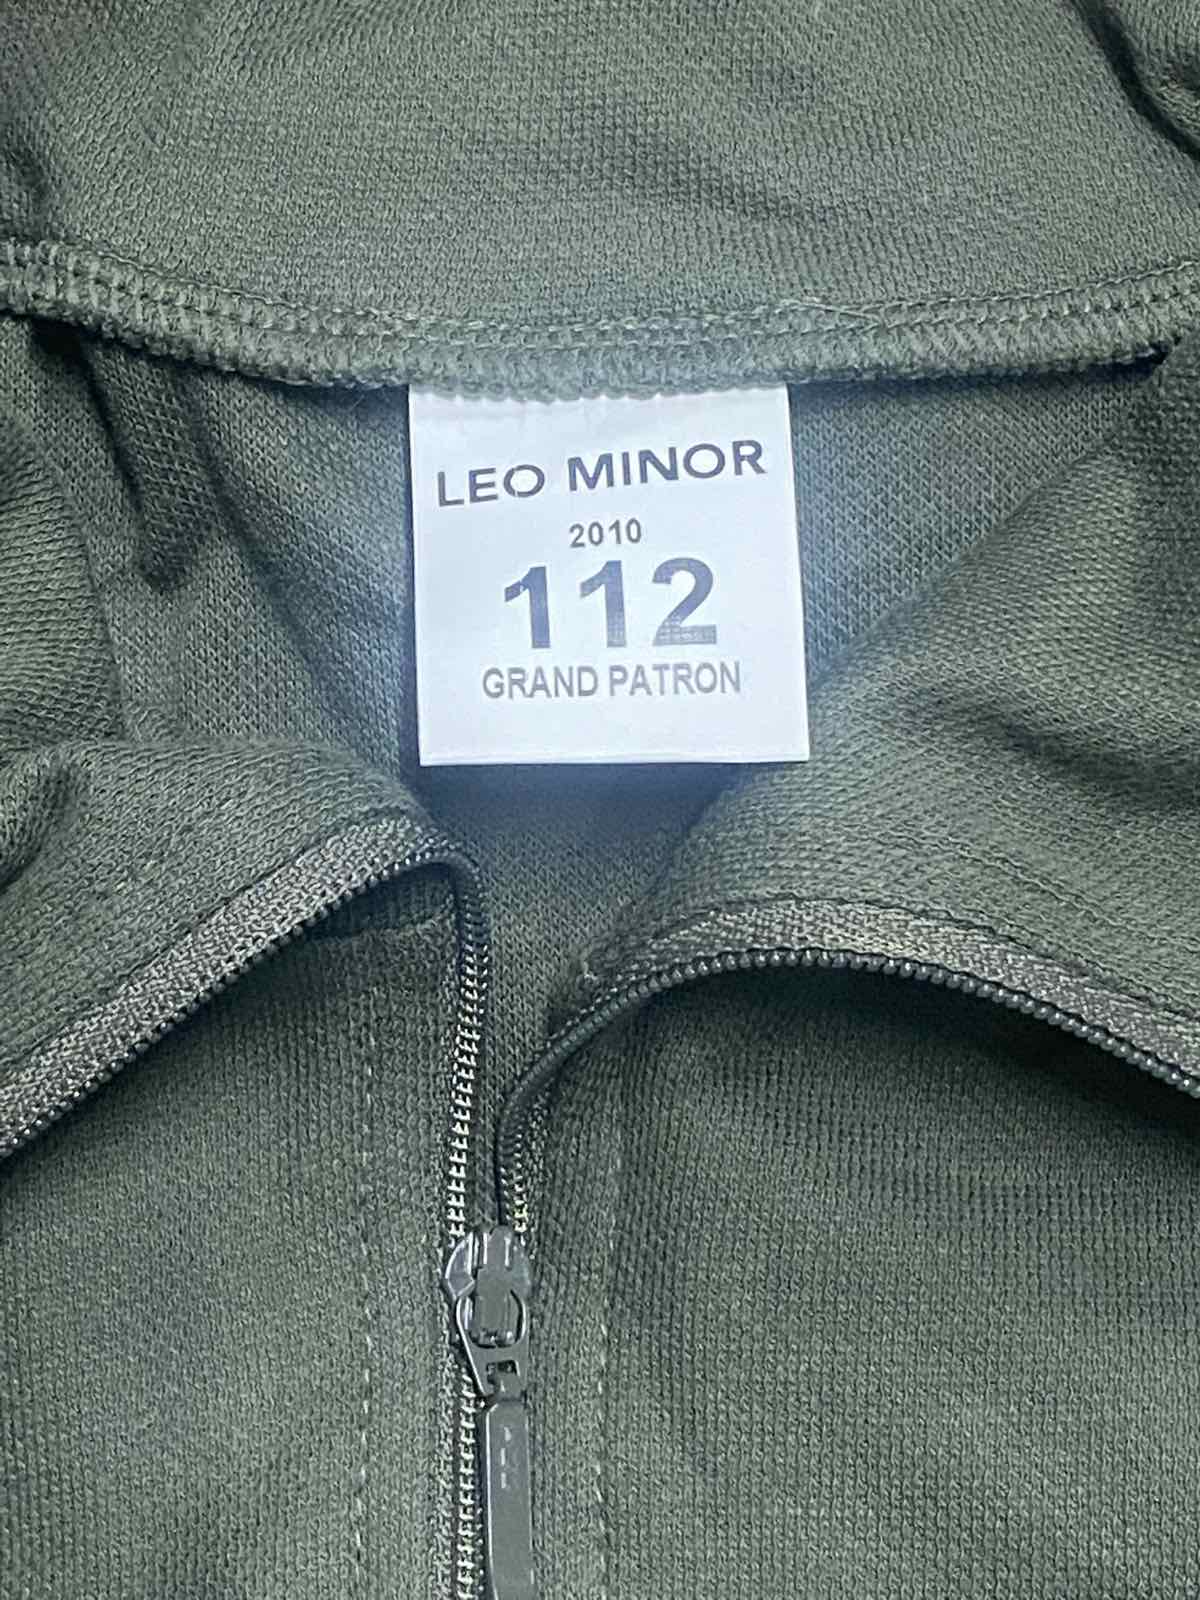 LEO MINOR
2010
112
GRAND PATRON